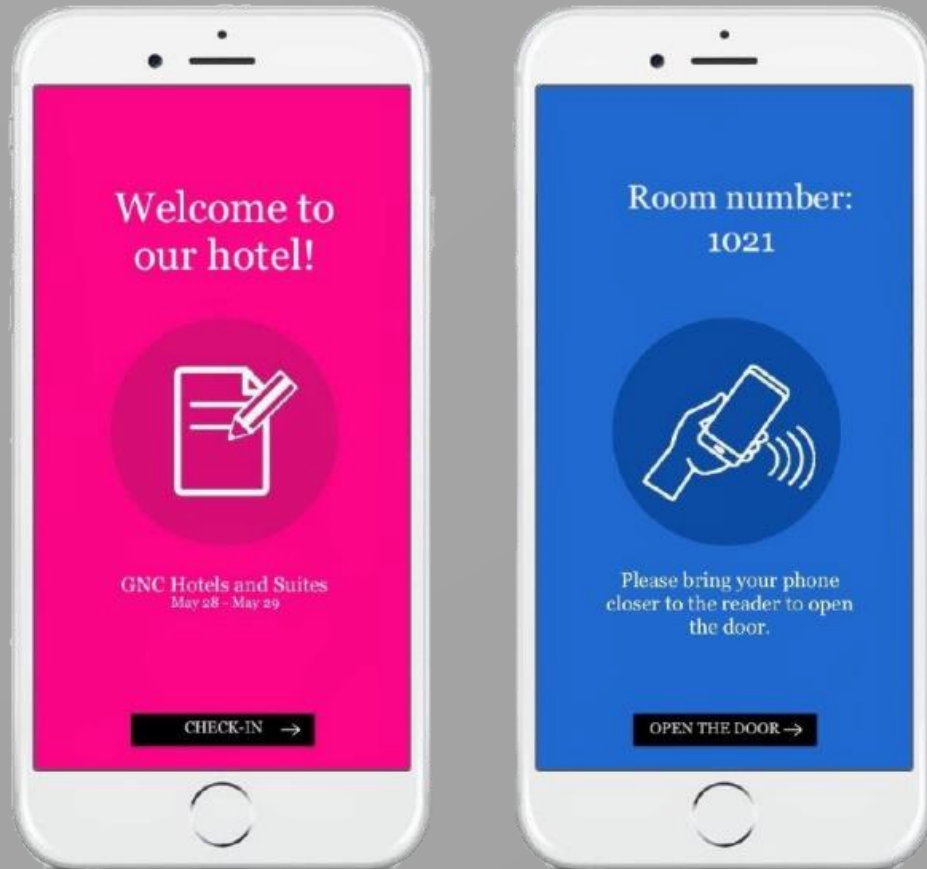 Welcome to
our hotel!
GNC Hotels and Suites
May 28 - May 29
CHECK-IN →
Room number:
1021
Please bring your phone
closer to the reader to open
the door.
OPEN THE DOOR →